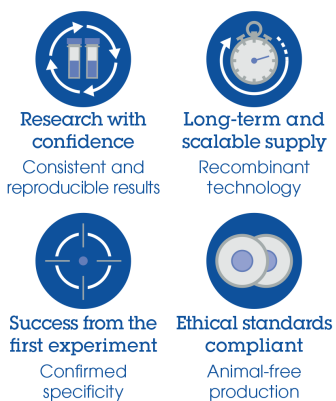 Research with
confidence
Consistent and
reproducible results
Long-term and
scalable supply
Recombinant
technology
Success from the
first experiment
Confirmed
specificity
Ethical standards
compliant
Animal-free
production